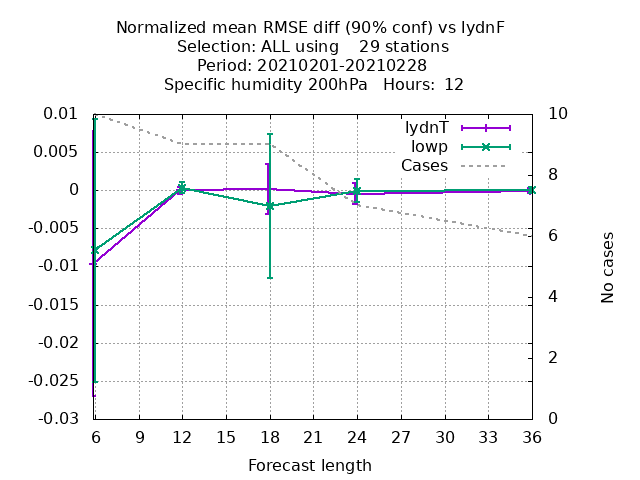 Normalized mean RMSE diff (90% conf) vs lydnF
Selection: ALL using    29 stations
Period: 20210201-20210228
Specific humidity 200hPa   Hours: 12
0.01
0.005
0
-0.005
-0.01
-0.015
-0.02
-0.025
-0.03
lydnT
lowp
Cases
10
8
6
4
2
0
No cases
6 9 12 15 18 21 24 27 30 33 36
Forecast length